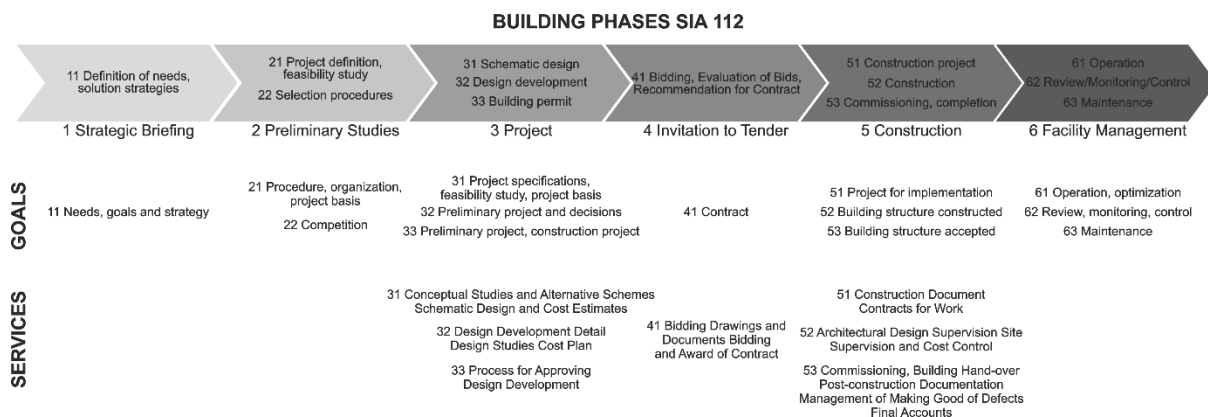 BUILDING PHASES SIA 112
11 Definition of needs,
solution strategies
21 Project definition,
feasibility study
22 Selection procedures
31 Schematic design
32 Design development
33 Building permit
41 Bidding, Evaluation of Bids,
Recommendation for Contract
51 Construction project
52 Construction
53 Commissioning, completion
61 Operation
62 Review/Monitoring/Control
63 Maintenance
1 Strategic Briefing
2 Preliminary Studies
3 Project
4 Invitation to Tender
5 Construction
6 Facility Management
GOALS
11 Needs, goals and strategy
21 Procedure, organization,
project basis
22 Competition
31 Project specifications,
feasibility study, project basis
32 Preliminary project and decisions
33 Preliminary project, construction project
41 Contract
51 Project for implementation
52 Building structure constructed
53 Building structure accepted
61 Operation, optimization
62 Review, monitoring, control
63 Maintenance
SERVICES
31 Conceptual Studies and Alternative Schemes
Schematic Design and Cost Estimates
32 Design Development Detail
Design Studies Cost Plan
33 Process for Approving
Design Development
41 Bidding Drawings and
Documents Bidding
and Award of Contract
51 Construction Document
Contracts for Work
52 Architectural Design Supervision Site
Supervision and Cost Control
53 Commissioning, Building Hand-over
Post-construction Documentation
Management of Making Good of Defects
Final Accounts